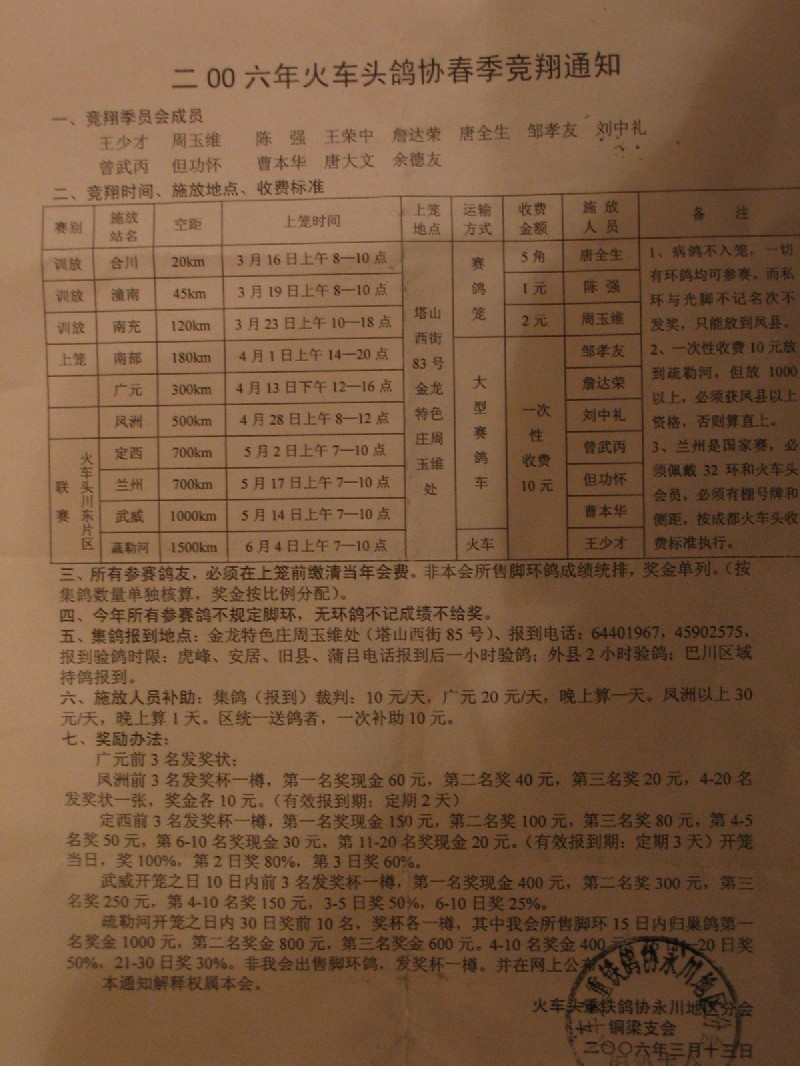 二00六年火车头鸽协春季竞翔通知
一、竞翔季员会成员
王少才 周玉维 陈 强 王荣中 詹达荣 唐全生 邹孝友 刘中礼
曾武丙 但功怀 曹本华 唐大文 余德友
二、竞翔时间、施放地点、收费标准
赛别 施放站名 空距 上笼时间 上笼地点 运输方式 收费金额 施放人员 备 注
训放 合川 20km 3月16日上午8—10点 5角 唐全生
训放 潼南 45km 3月19日上午8—10点 1元 陈 强
训放 南充 120km 3月23日上午10—18点 2元 周玉维
上笼 南部 180km 4月1日上午14—20点 邹孝友
广元 300km 4月13日下午12—16点 詹达荣
凤洲 500km 4月28日上午8—12点 刘中礼
定西 700km 5月2日上午7—10点 曾武丙
兰州 700km 5月17日上午7—10点 但功怀
武威 1000km 5月14日上午7—10点 曹本华
疏勒河 1500km 6月4日上午7—10点 火车 王少才
联赛 火车头川东片区
塔山西街83号金龙特色庄周玉维处
赛鸽笼
大型赛鸽车
一次性收费10元
1、病鸽不入笼，一切
有环鸽均可参赛。而私
环与光脚不记名次不
发奖，只能放到凤县。
2、一次性收费10元放
到疏勒河，但放1000
以上，必须获凤县以上
资格，否则算直上。
3、兰州是国家赛，必
须佩戴32环和火车头
会员，必须有棚号牌和
侧距，按成都火车头收
费标准执行。
三、所有参赛鸽友，必须在上笼前缴清当年会费。非本会所售脚环鸽成绩统排，奖金单列。（按
集鸽数量单独核算，奖金按比例分配）。
四、今年所有参赛鸽不规定脚环，无环鸽不记成绩不给奖。
五、集鸽报到地点：金龙特色庄周玉维处（塔山西街85号）、报到电话：64401967，45902575，
报到验鸽时限：虎峰、安居、旧县、蒲吕电话报到后一小时验鸽；外县2小时验鸽；巴川区域
持鸽报到。
六、施放人员补助：集鸽（报到）裁判：10元/天，广元20元/天，晚上算一天。凤洲以上30
元/天，晚上算1天。区统一送鸽者，一次补助10元。
七、奖励办法：
广元前3名发奖状；
凤洲前3名发奖杯一樽，第一名奖现金60元，第二名奖40元，第三名奖20元，4-20名
发奖状一张，奖金各10元。（有效报到期：定期2天）
定西前3名发奖杯一樽，第一名奖现金150元，第二名奖100元，第三名奖80元，第4-5
名奖50元，第6-10名奖现金30元，第11-20名奖现金20元。（有效报到期：定期3天）开笼
当日，奖100%，第2日奖80%，第3日奖60%。
武威开笼之日10日内前3名发奖杯一樽，第一名奖现金400元，第二名奖300元，第三
名奖250元，第4-10名奖150元，3-5日奖50%，6-10日奖25%。
疏勒河开笼之日内30日奖前10名，奖杯各一樽，其中我会所售脚环15日内归巢鸽第一
名奖金1000元，第二名奖金800元，第三名奖金600元。4-10名奖金400元 20日奖
50%，21-30日奖30%。非我会出售脚环鸽，发奖杯一樽。并在网上公
本通知解释权属本会。
火车头重铁鸽协永川地区分会
铜梁支会
二〇〇六年三月十三日